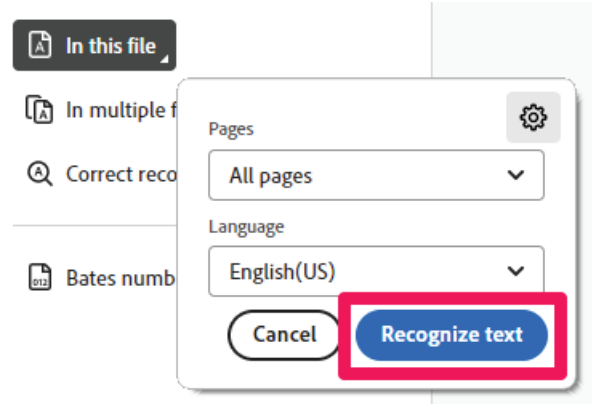 In this file
In multiple f
Pages
All pages
Correct reco
Language
English(US)
Bates numb
Cancel
Recognize text